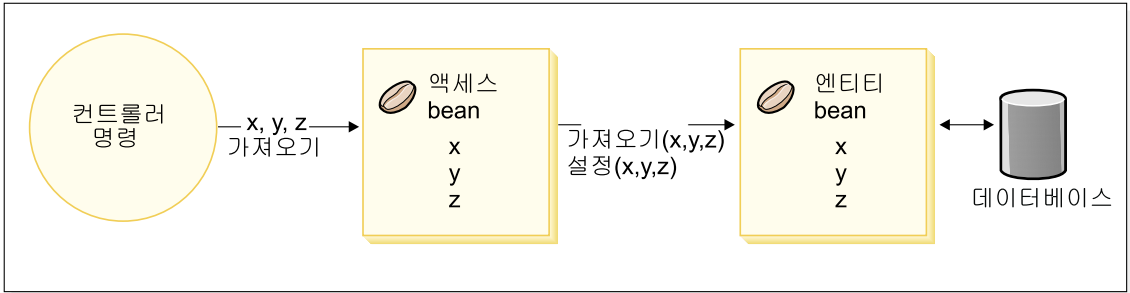 컨트롤러
명령
x, y, z
가져오기
액세스
bean
x
y
z
가져오기(x,y,z)
설정(x,y,z)
엔티티
bean
x
y
z
데이터베이스